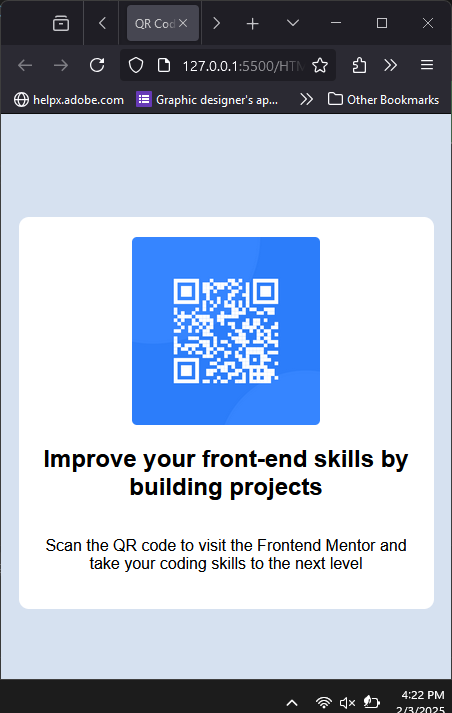 QR Cod
127.0.0.1:5500/HTM
helpx.adobe.com
Graphic designer's ap...
Other Bookmarks
Improve your front-end skills by
building projects
Scan the QR code to visit the Frontend Mentor and
take your coding skills to the next level
4:22 PM
2/3/2025